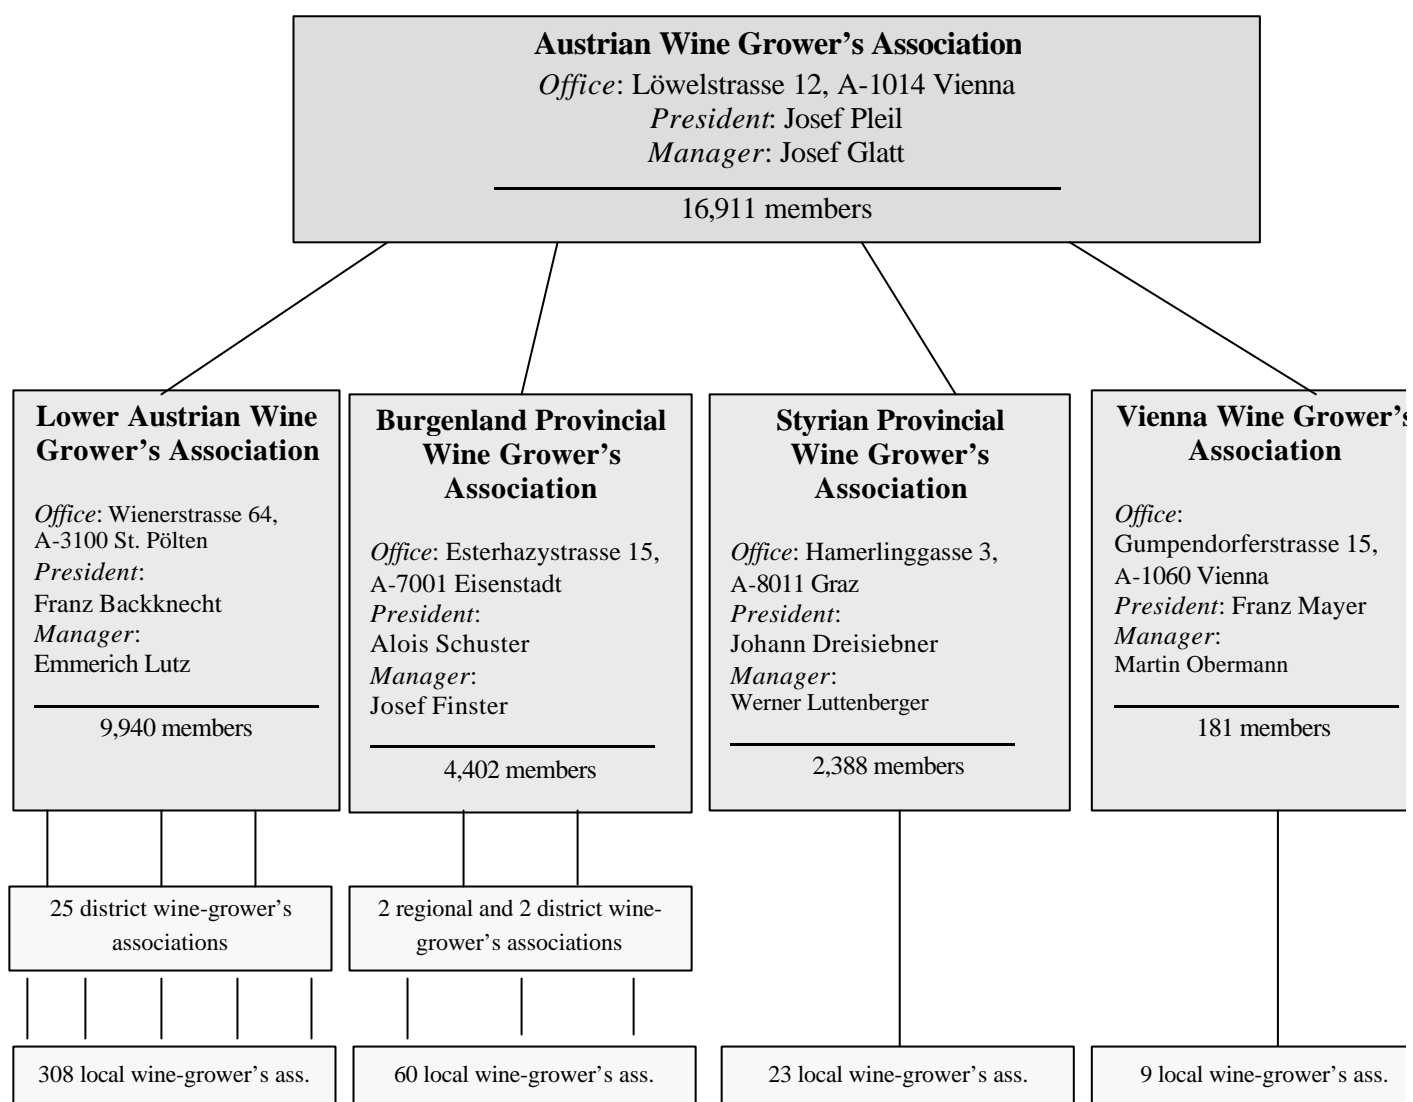 Austrian Wine Grower’s Association
Office: Löwelstrasse 12, A-1014 Vienna
President: Josef Pleil
Manager: Josef Glatt
16,911 members
Lower Austrian Wine
Grower’s Association
Office: Wienerstrasse 64,
A-3100 St. Pölten
President:
Franz Backknecht
Manager:
Emmerich Lutz
9,940 members
Burgenland Provincial
Wine Grower’s
Association
Office: Esterhazystrasse 15,
A-7001 Eisenstadt
President:
Alois Schuster
Manager:
Josef Finster
4,402 members
Styrian Provincial
Wine Grower’s
Association
Office: Hamerlinggasse 3,
A-8011 Graz
President:
Johann Dreisiebner
Manager:
Werner Luttenberger
2,388 members
Vienna Wine Grower’s
Association
Office:
Gumpendorferstrasse 15,
A-1060 Vienna
President: Franz Mayer
Manager:
Martin Obermann
181 members
25 district wine-grower’s
associations
2 regional and 2 district wine-
grower’s associations
308 local wine-grower’s ass.
60 local wine-grower’s ass.
23 local wine-grower’s ass.
9 local wine-grower’s ass.